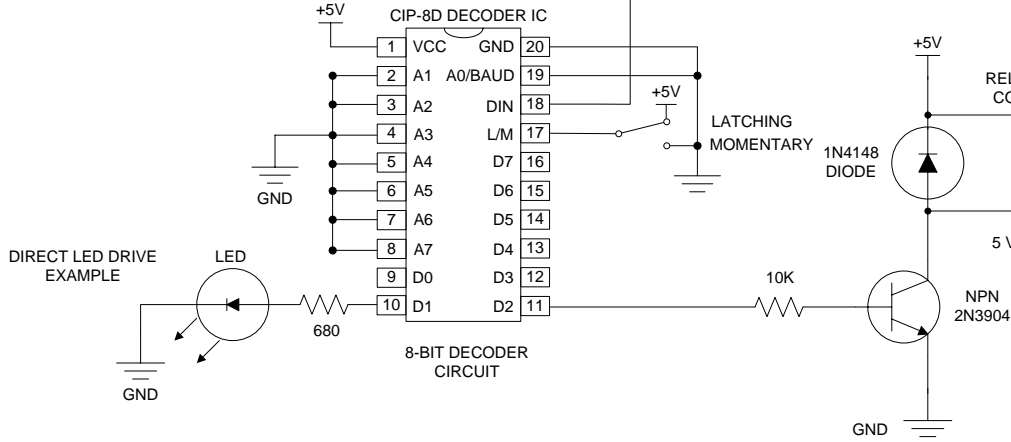 +5V
CIP-8D DECODER IC
1 VCC GND 20
2 A1 A0/BAUD 19
3 A2 DIN 18
4 A3 L/M 17
5 A4 D7 16
6 A5 D6 15
7 A6 D5 14
8 A7 D4 13
9 D0 D3 12
10 D1 D2 11
8-BIT DECODER
CIRCUIT
GND
DIRECT LED DRIVE
EXAMPLE
LED
680
GND
+5V
LATCHING
MOMENTARY
10K
+5V
REL
CO
1N4148
DIODE
5 V
NPN
2N3904
GND